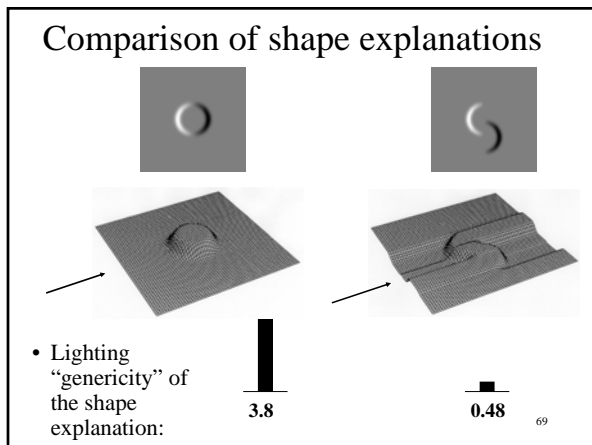 Comparison of shape explanations
• Lighting
“genericity” of
the shape
explanation:
3.8
0.48
69